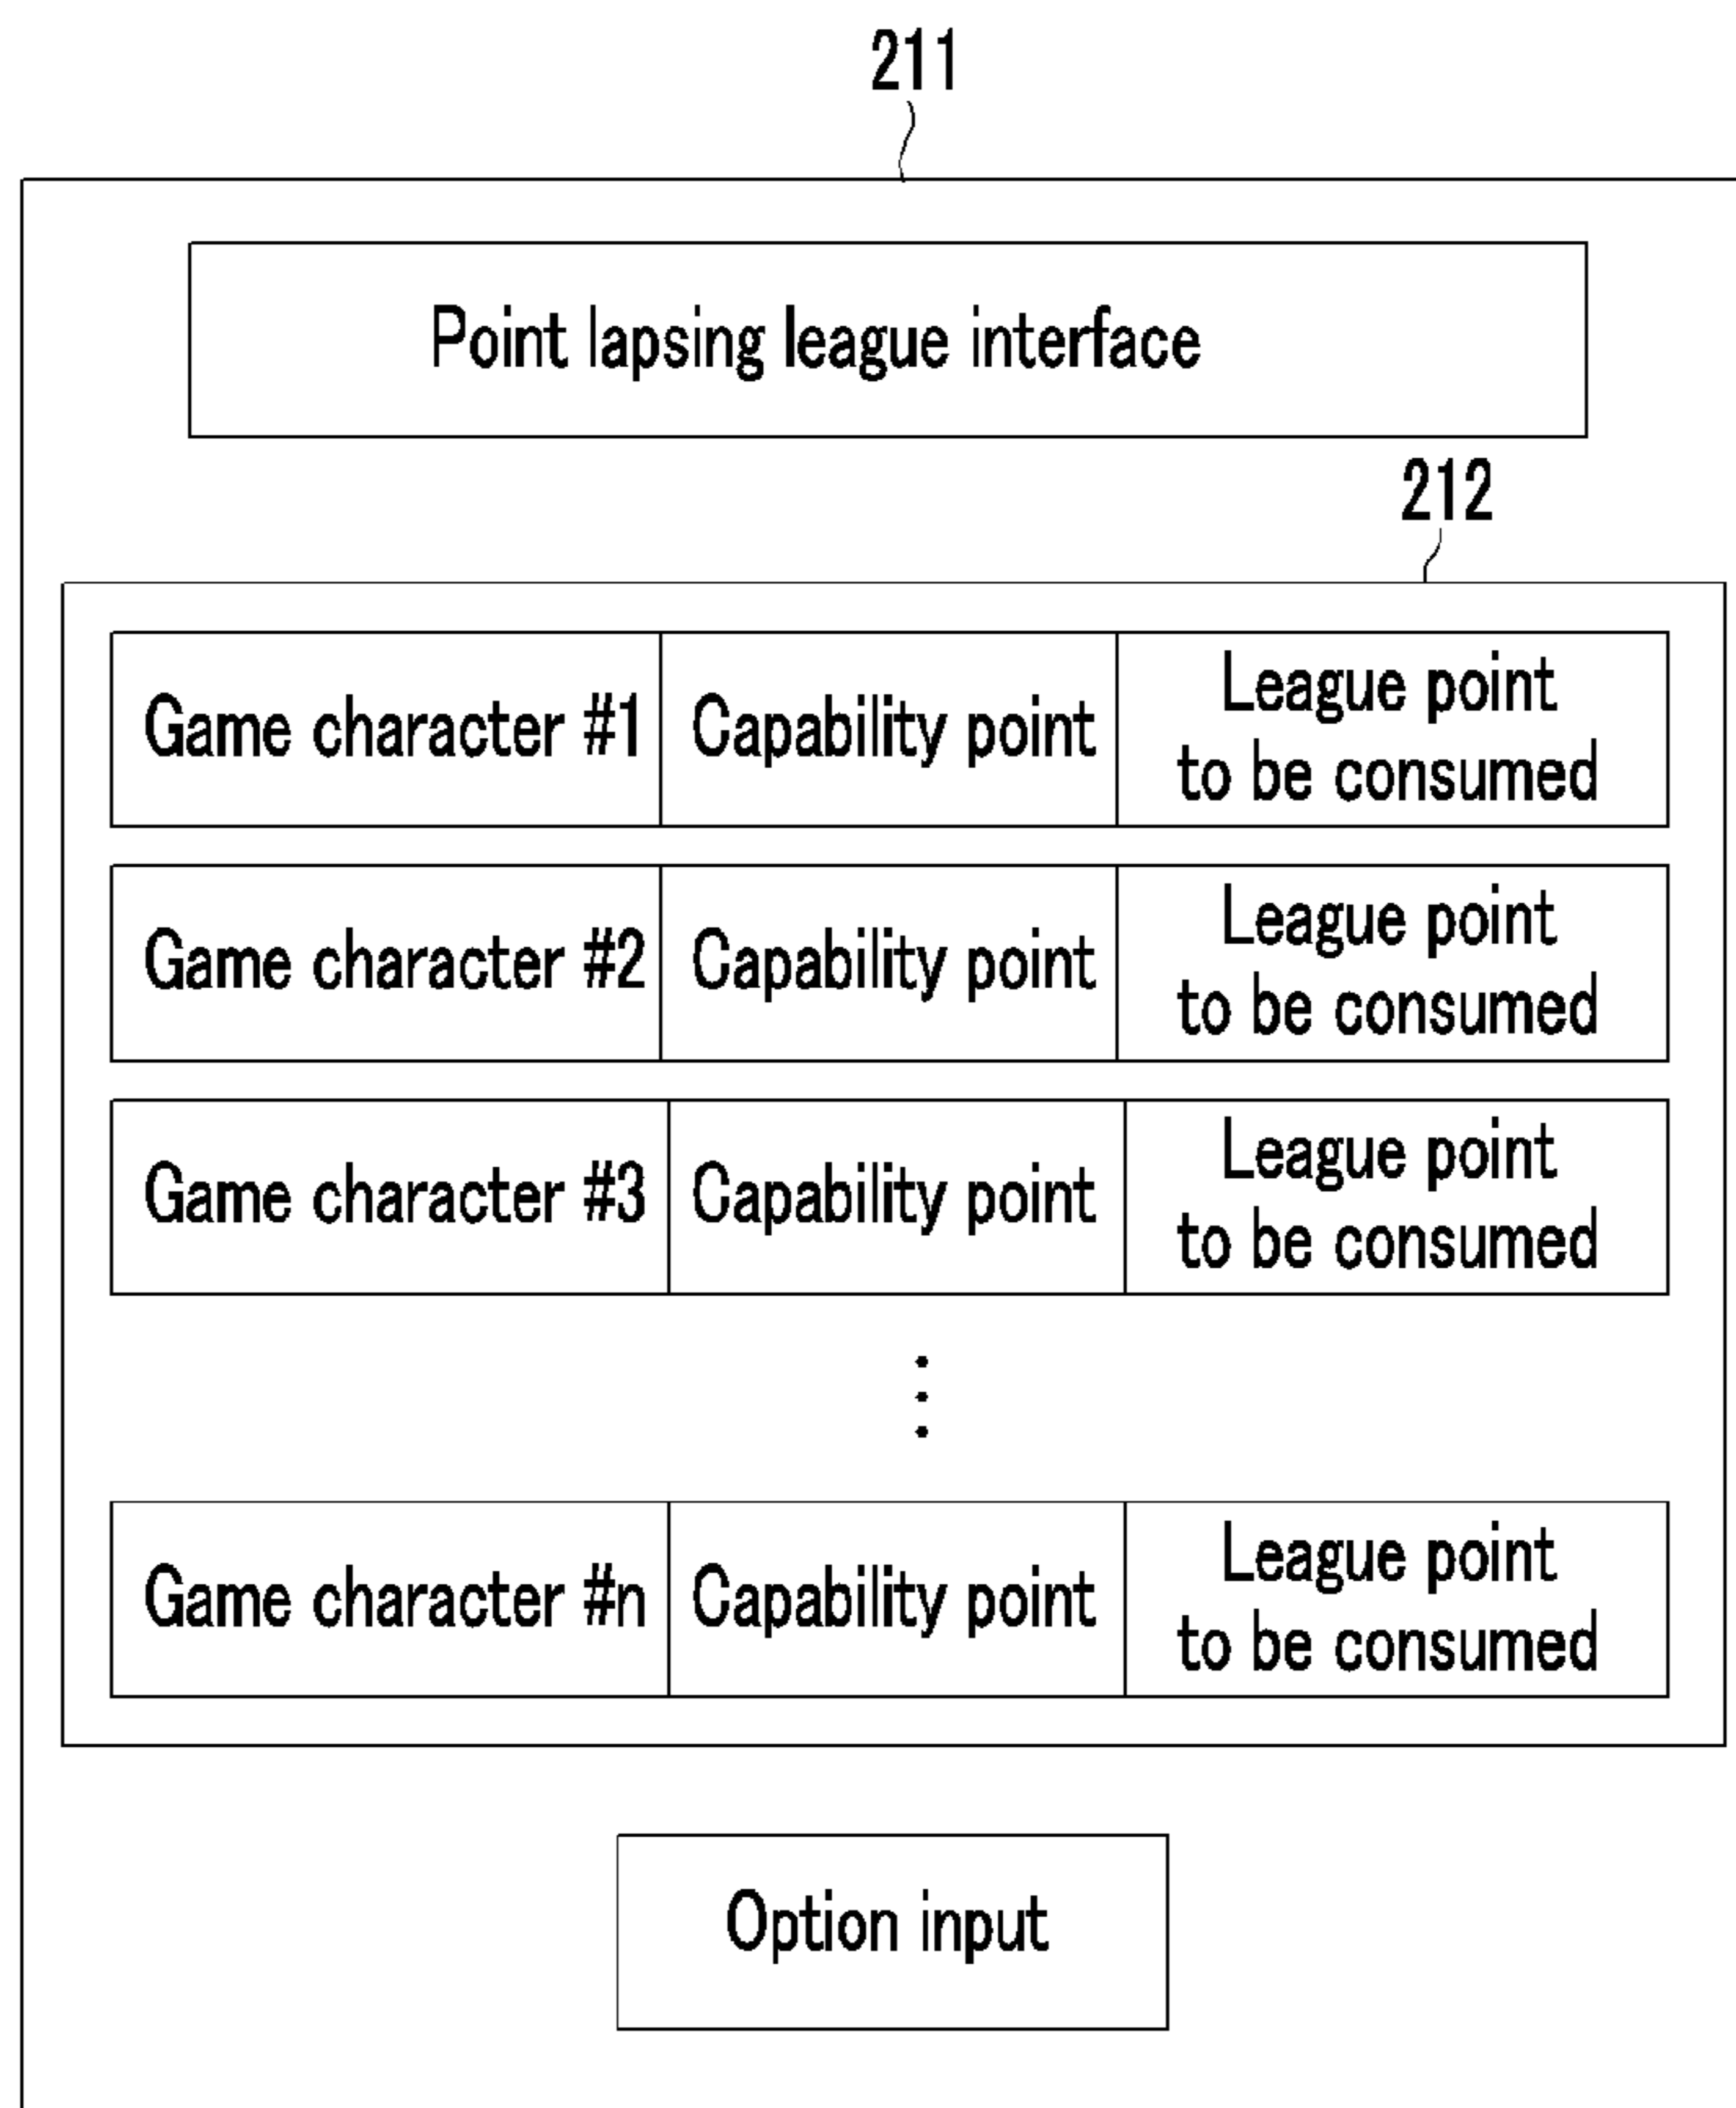 211
Point lapsing league interface
212
Game character #1 Capability point League point
to be consumed
Game character #2 Capability point League point
to be consumed
Game character #3 Capability point League point
to be consumed
Game character #n Capability point League point
to be consumed
Option input